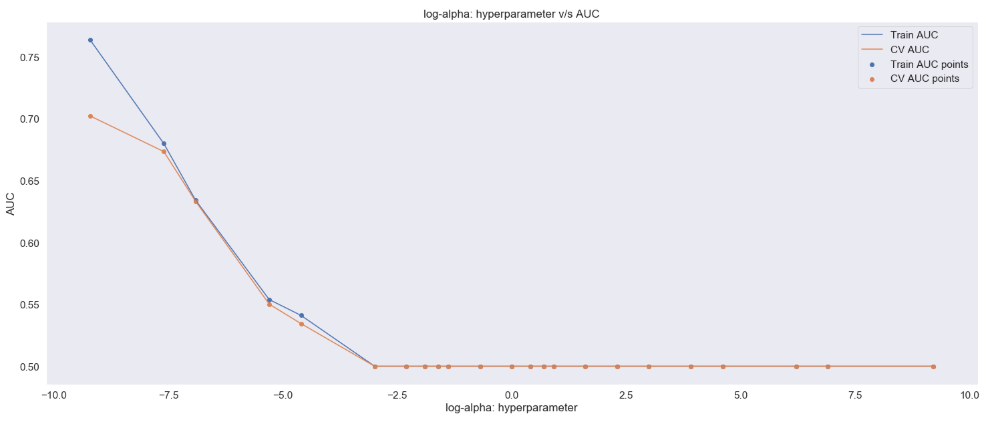 log-alpha: hyperparameter v/s AUC
Train AUC
CV AUC
Train AUC points
CV AUC points
0.75
0.70
0.65
0.60
0.55
0.50
AUC
−10.0 −7.5 −5.0 −2.5 0.0 2.5 5.0 7.5 10.0
log-alpha: hyperparameter